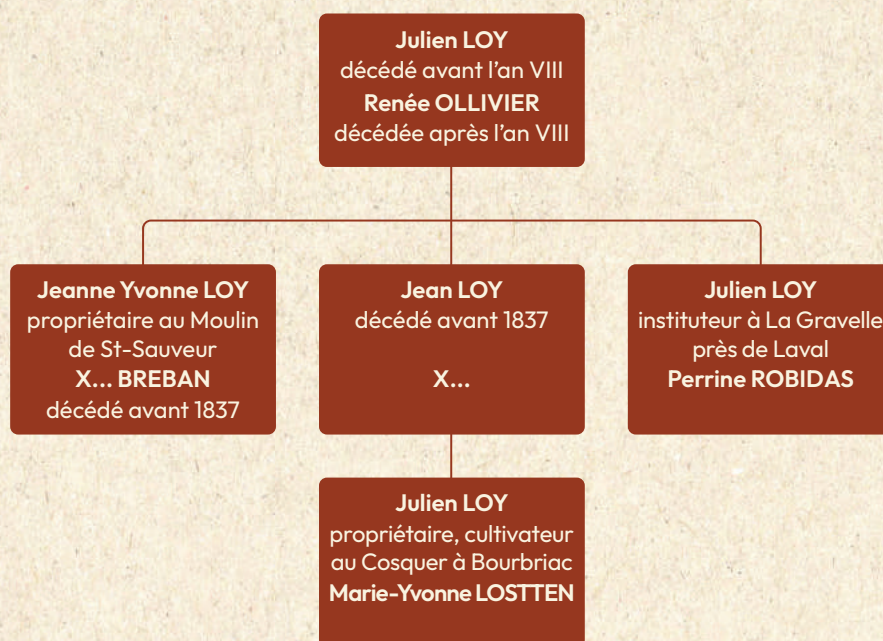 Julien LOY
décédé avant l'an VIII
Renée OLLIVIER
décédée après l'an VIII
Jeanne Yvonne LOY
propriétaire au Moulin
de St-Sauveur
X... BREBAN
décédé avant 1837
Jean LOY
décédé avant 1837
X...
Julien LOY
instituteur à La Gravelle
près de Laval
Perrine ROBIDAS
Julien LOY
propriétaire, cultivateur
au Cosquer à Bourbriac
Marie-Yvonne LOSTTEN